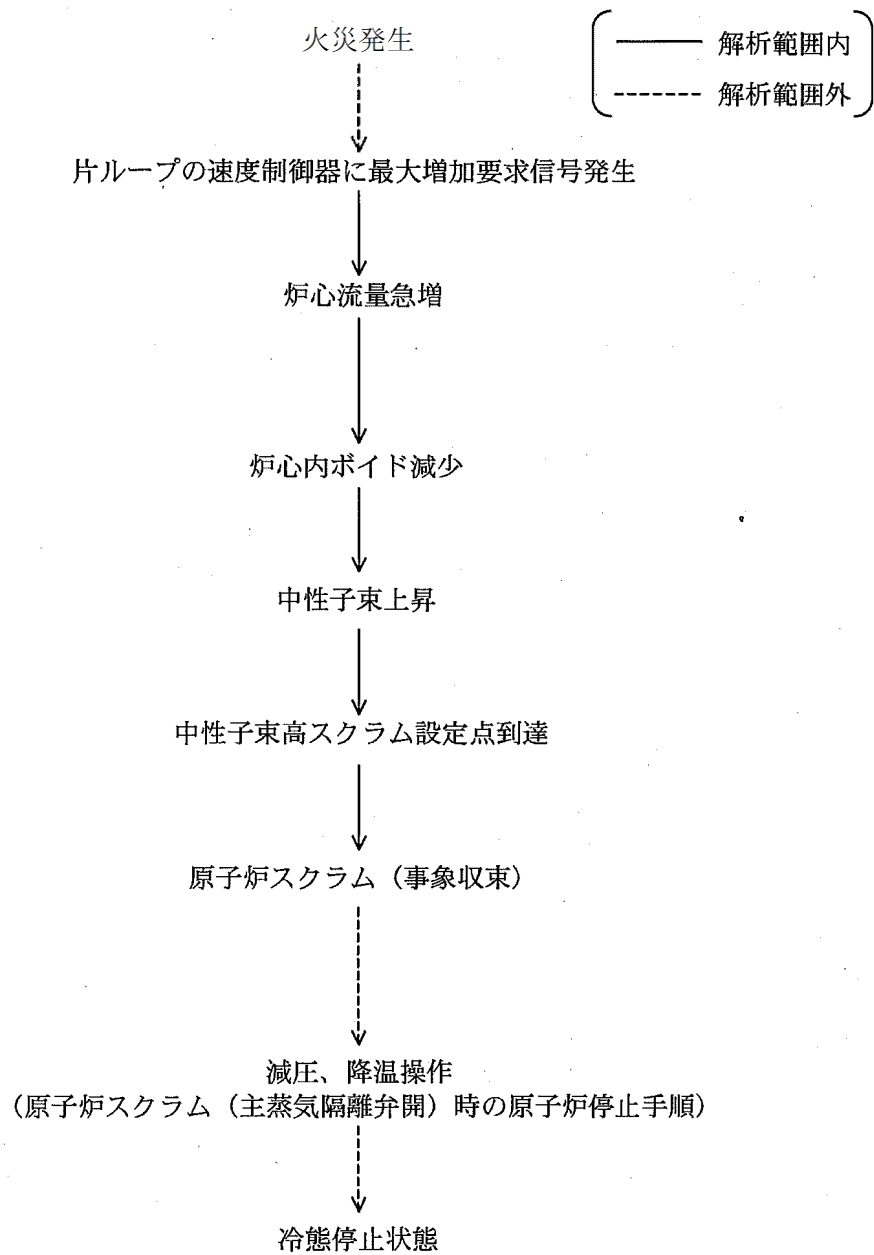 火災発生
解析範囲内
解析範囲外
片ループの速度制御器に最大増加要求信号発生
炉心流量急増
炉心内ボイド減少
中性子束上昇
中性子束高スクラム設定点到達
原子炉スクラム（事象収束）
減圧、降温操作
（原子炉スクラム（主蒸気隔離弁開）時の原子炉停止手順）
冷態停止状態